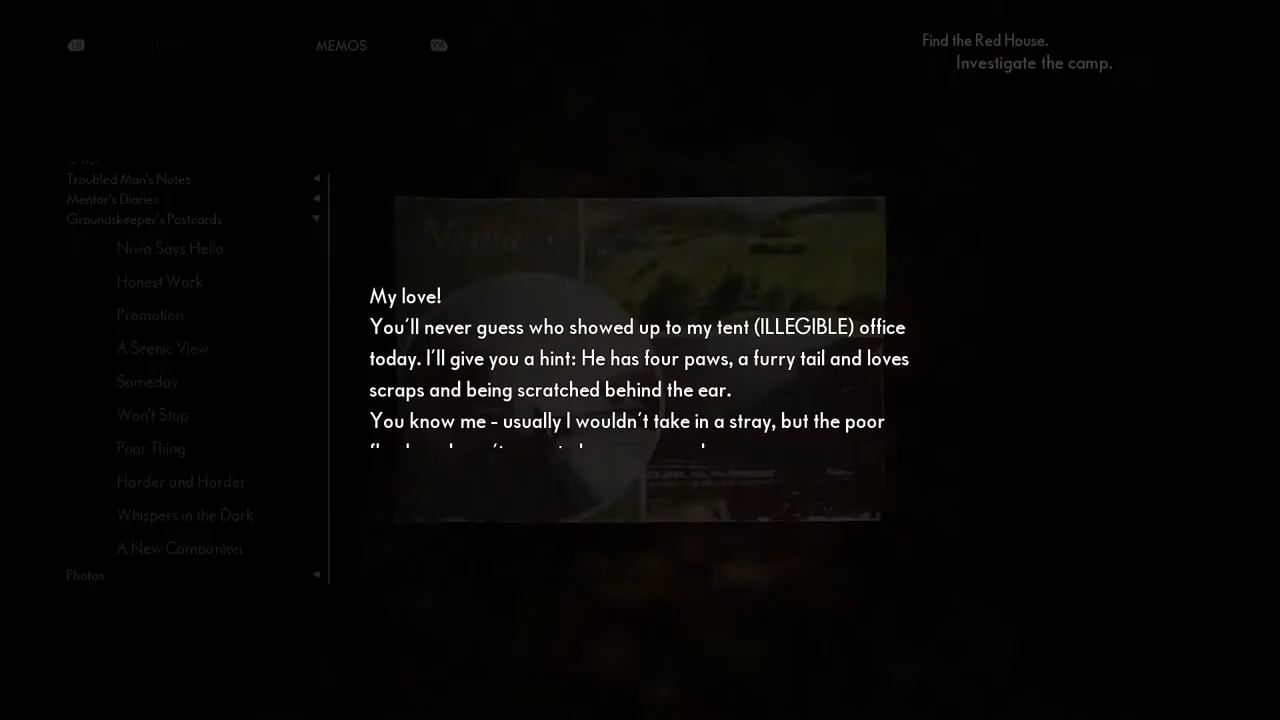 LB
MEMOS
RB
Find the Red House.
Investigate the camp.
Troubled Man's Notes
Mentor's Diaries
Groundskeeper's Postcards
Niwa Says Hello
Honest Work
Promotion
A Scenic View
Someday
Won't Stop
Poor Thing
Harder and Harder
Whispers in the Dark
A New Companion
Photos
Niwa
My love!
You'll never guess who showed up to my tent (ILLEGIBLE) office
today. I'll give you a hint: He has four paws, a furry tail and loves
scraps and being scratched behind the ear.
You know me - usually I wouldn't take in a stray, but the poor